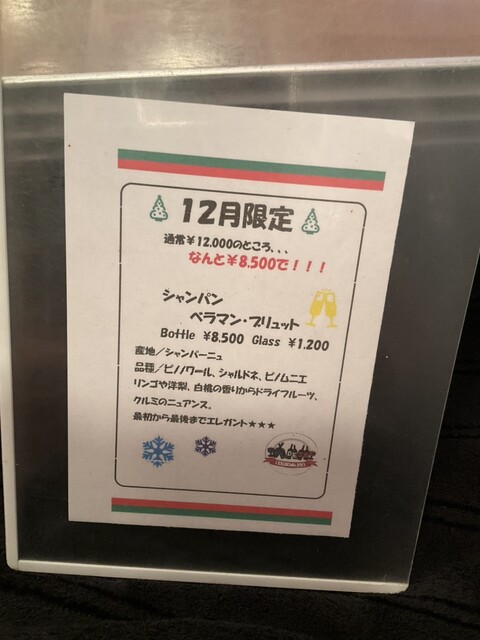 12月限定
通常￥12.000のところ...
なんと￥8.500で！！！
シャンパン
ベラマン・ブリュット
Bottle ￥8.500 Glass ￥1.200
産地／シャンパーニュ
品種／ピノノワール、シャルドネ、ピノムニエ
リンゴや洋梨、白桃の香りからドライフルーツ、
クルミのニュアンス。
最初から最後までエレガント★★★